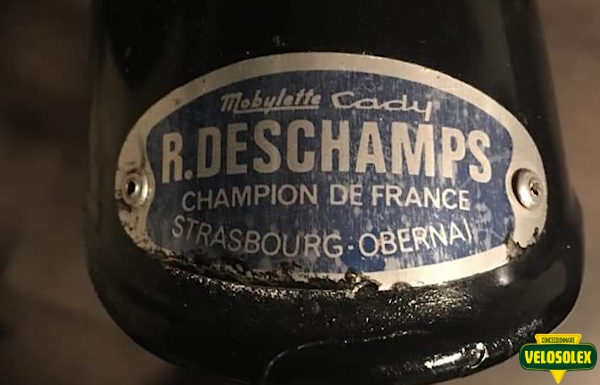 Mobylette Cady
R.DESCHAMPS
CHAMPION DE FRANCE
STRASBOURG-OBERNAI
CONCESSIONNAIRE
VELOSOLEX